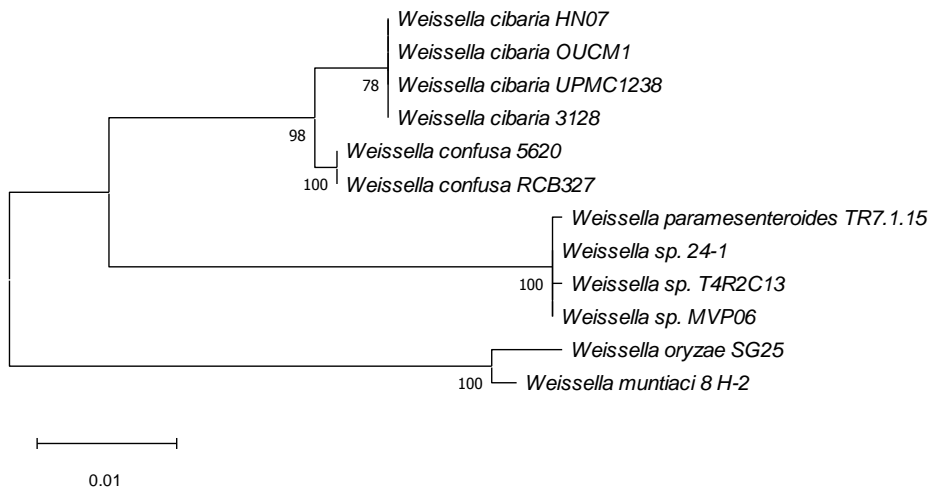 Weissella cibaria HN07
Weissella cibaria OUCM1
Weissella cibaria UPMC1238
78
Weissella cibaria 3128
98
Weissella confusa 5620
Weissella confusa RCB327
100
Weissella paramesenteroides TR7.1.15
Weissella sp. 24-1
Weissella sp. T4R2C13
100
Weissella sp. MVP06
Weissella oryzae SG25
Weissella muntiaci 8 H-2
100
0.01